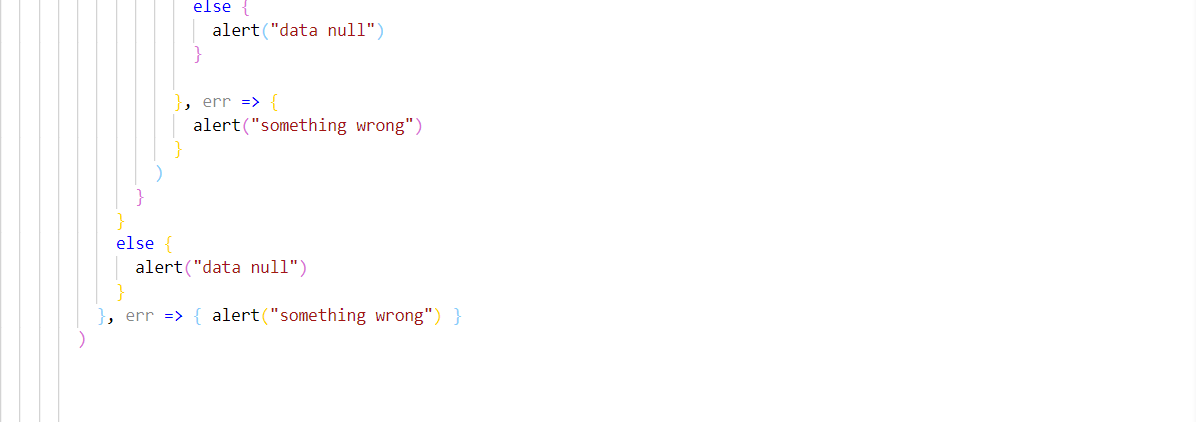 else {
alert("data null")
}
}, err => {
alert("something wrong")
}
)
}
}
else {
alert("data null")
}
}, err => { alert("something wrong") }
)